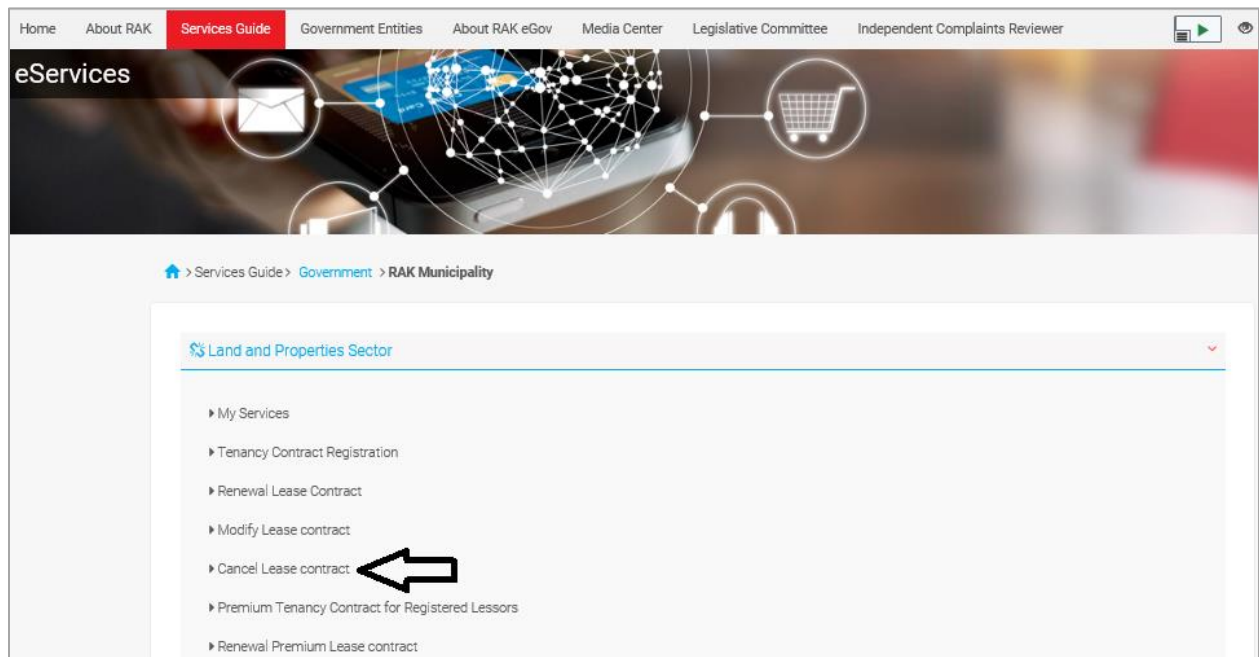 Home About RAK Services Guide Government Entities About RAK eGov Media Center Legislative Committee Independent Complaints Reviewer
eServices
> Services Guide > Government > RAK Municipality
Land and Properties Sector
My Services
Tenancy Contract Registration
Renewal Lease Contract
Modify Lease contract
Cancel Lease contract
Premium Tenancy Contract for Registered Lessors
Renewal Premium Lease contract